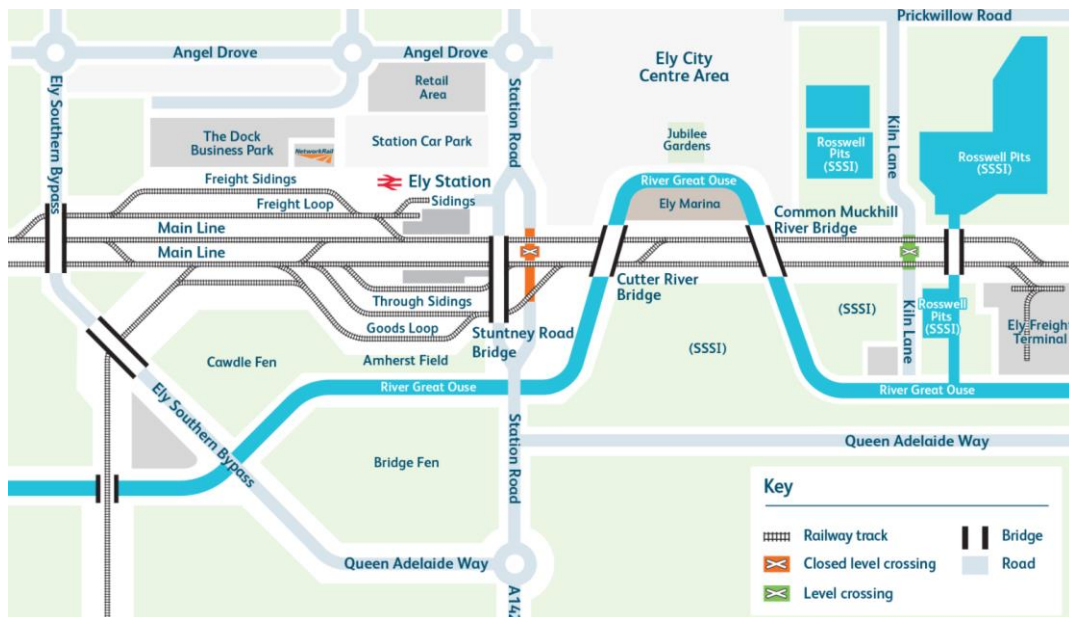 Prickwillow Road
Angel Drove
Angel Drove
Ely Southern Bypass
Station Road
Ely City
Centre Area
Retail
Area
The Dock
Business Park
NetworkRail
Station Car Park
Jubilee
Gardens
Kiln Lane
Rosswell
Pits
(SSSI)
Rosswell Pits
(SSSI)
Freight Sidings
Ely Station
Sidings
Freight Loop
River Great Ouse
Ely Marina
Main Line
Main Line
Common Muckhill
River Bridge
Cutter River
Bridge
Through Sidings
Goods Loop
Stuntney Road
Bridge
(SSSI)
(SSSI)
Kiln Lane
Rosswell
Pits
(SSSI)
Ely Freight
Terminal
Cawdle Fen
Amherst Field
River Great Ouse
River Great Ouse
Ely Southern Bypass
Station Road
Queen Adelaide Way
Bridge Fen
Queen Adelaide Way
A142
Key
Railway track
Bridge
Closed level crossing
Road
Level crossing